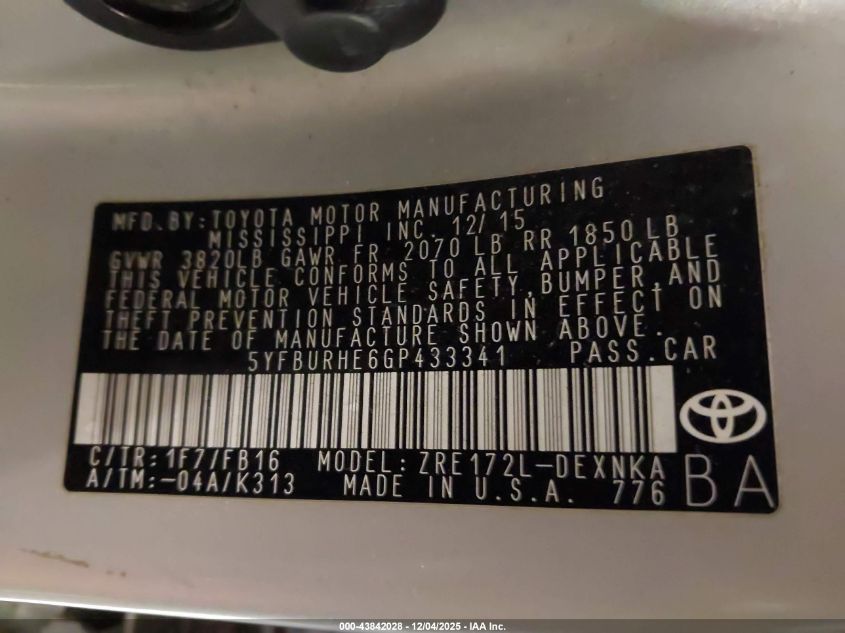 MFD.BY:TOYOTA MOTOR MANUFACTURING
MISSISSIPPI INC. 12/15
GVWR 3820LB GAWR FR 2070 LB RR 1850 LB
THIS VEHICLE CONFORMS TO ALL APPLICABLE
FEDERAL MOTOR VEHICLE SAFETY,BUMPER,AND
THEFT PREVENTION STANDARDS IN EFFECT ON
THE DATE OF MANUFACTURE SHOWN ABOVE.
5YFBURHE6GP433341 PASS.CAR
C/TR:1F7/FB16 MODEL:ZRE172L-DEXNKA
A/TM:-04A/K313 MADE IN U.S.A. 776
BA
000-43842028 - 12/04/2025 - IAA Inc.